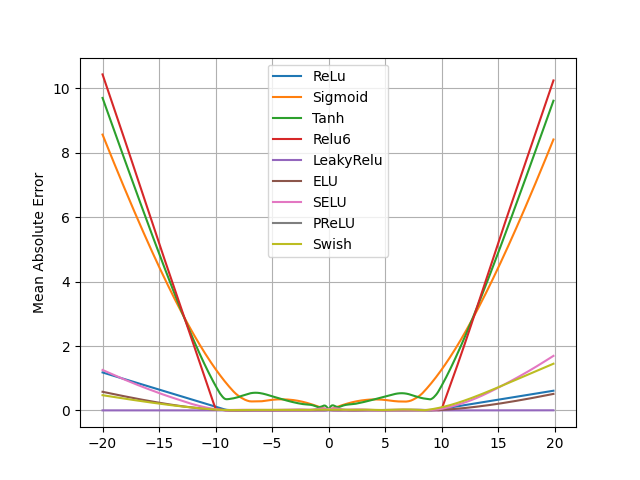 Mean Absolute Error
10
8
6
4
2
0
ReLu
Sigmoid
Tanh
Relu6
LeakyRelu
ELU
SELU
PReLU
Swish
−20 −15 −10 −5 0 5 10 15 20